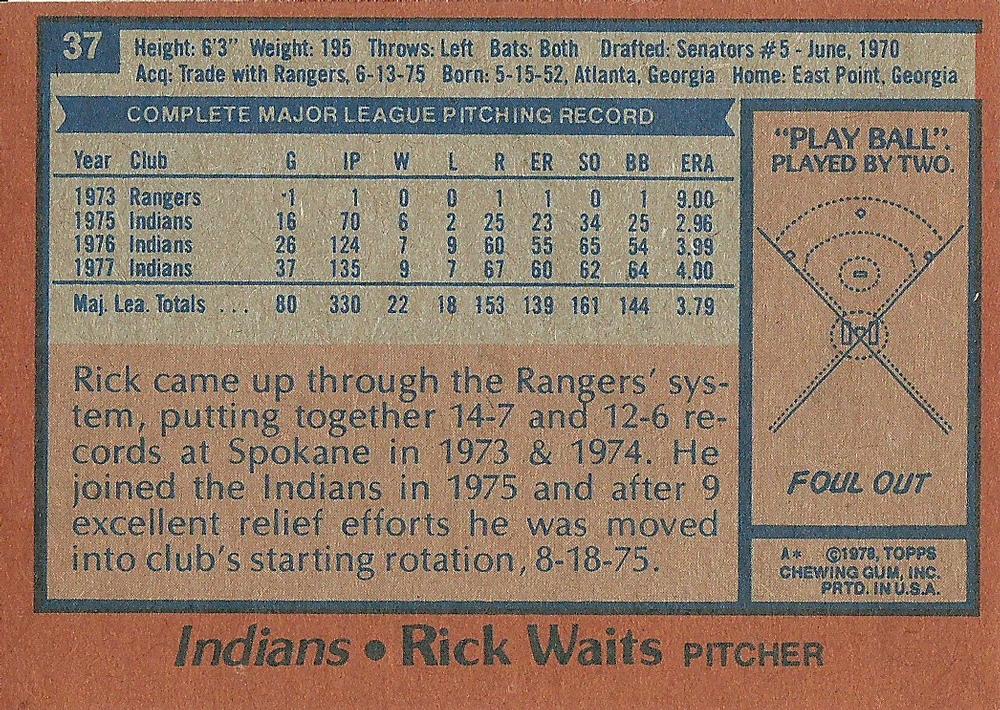 37
Height: 6'3" Weight: 195 Throws: Left Bats: Both Drafted: Senators #5 - June, 1970
Acq: Trade with Rangers, 6-13-75 Born: 5-15-52, Atlanta, Georgia Home: East Point, Georgia
COMPLETE MAJOR LEAGUE PITCHING RECORD
Year Club G IP W L R ER SO BB ERA
1973 Rangers 1 1 0 0 1 1 0 1 9.00
1975 Indians 16 70 6 2 25 23 34 25 2.96
1976 Indians 26 124 7 9 60 55 65 54 3.99
1977 Indians 37 135 9 7 67 60 62 64 4.00
Maj. Lea. Totals ... 80 330 22 18 153 139 161 144 3.79
Rick came up through the Rangers' sys-
tem, putting together 14-7 and 12-6 re-
cords at Spokane in 1973 & 1974. He
joined the Indians in 1975 and after 9
excellent relief efforts he was moved
into club's starting rotation, 8-18-75.
"PLAY BALL".
PLAYED BY TWO.
FOUL OUT
A* ©1978, TOPPS
CHEWING GUM, INC.
PRTD. IN U.S.A.
Indians • Rick Waits PITCHER